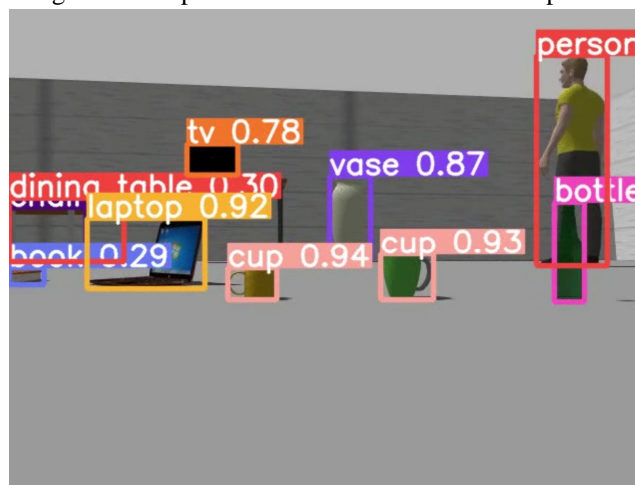 person
tv 0.78
vase 0.87
dining table 0.30
laptop 0.92
bottle
book 0.29
cup 0.94
cup 0.93